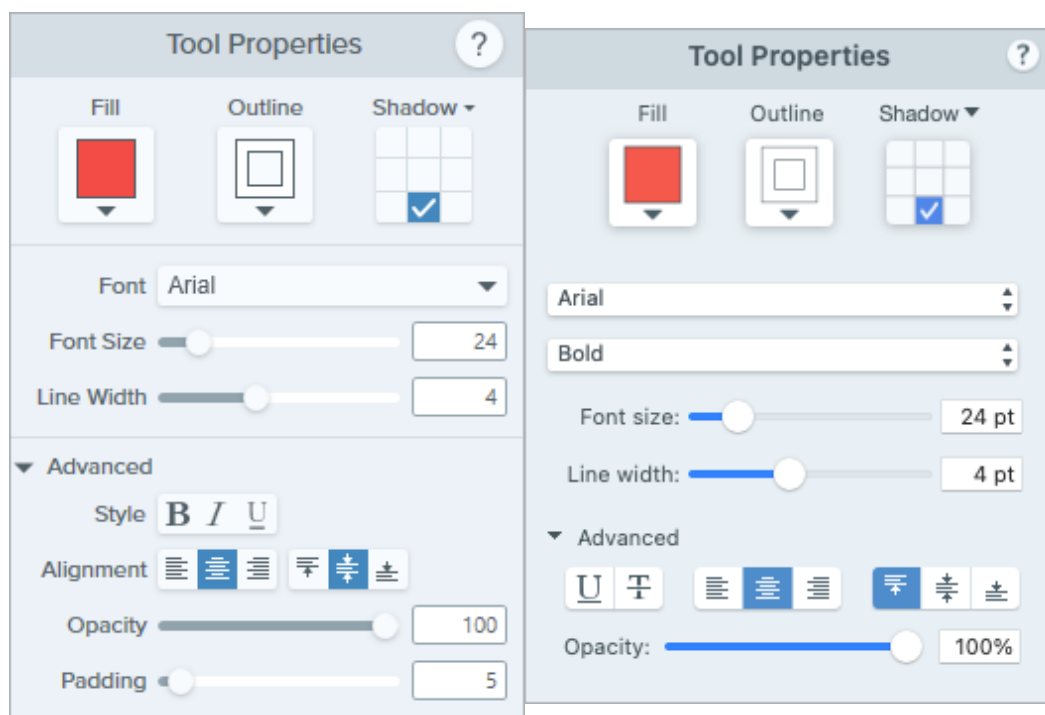 Tool Properties ?
Fill Outline Shadow
Font Arial
Font Size 24
Line Width 4
Advanced
Style B I U
Alignment
Opacity 100
Padding 5
Tool Properties ?
Fill Outline Shadow
Arial
Bold
Font size: 24 pt
Line width: 4 pt
Advanced
U T
Opacity: 100%